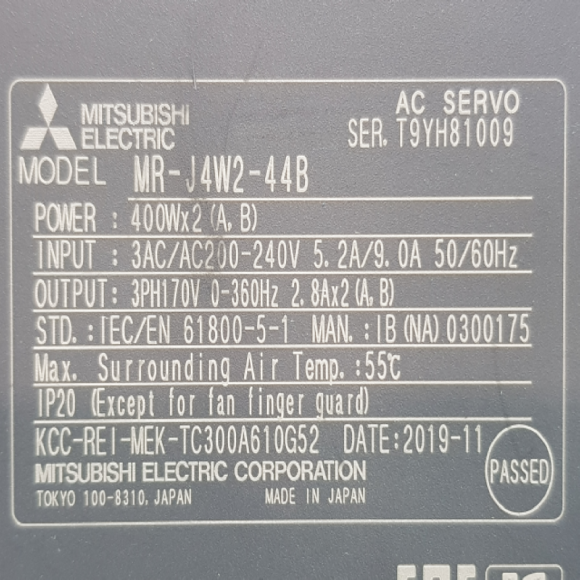 MITSUBISHI
ELECTRIC
AC SERVO
SER. T9YH81009
MODEL MR-J4W2-44B
POWER : 400Wx2 (A, B)
INPUT : 3AC/AC200-240V 5.2A/9.0A 50/60Hz
OUTPUT: 3PH170V 0-360Hz 2.8Ax2 (A, B)
STD. : IEC/EN 61800-5-1 MAN. : IB (NA) 0300175
Max. Surrounding Air Temp. :55℃
IP20 (Except for fan finger guard)
KCC-REI-MEK-TC300A610G52 DATE:2019-11
MITSUBISHI ELECTRIC CORPORATION
TOKYO 100-8310, JAPAN MADE IN JAPAN
PASSED